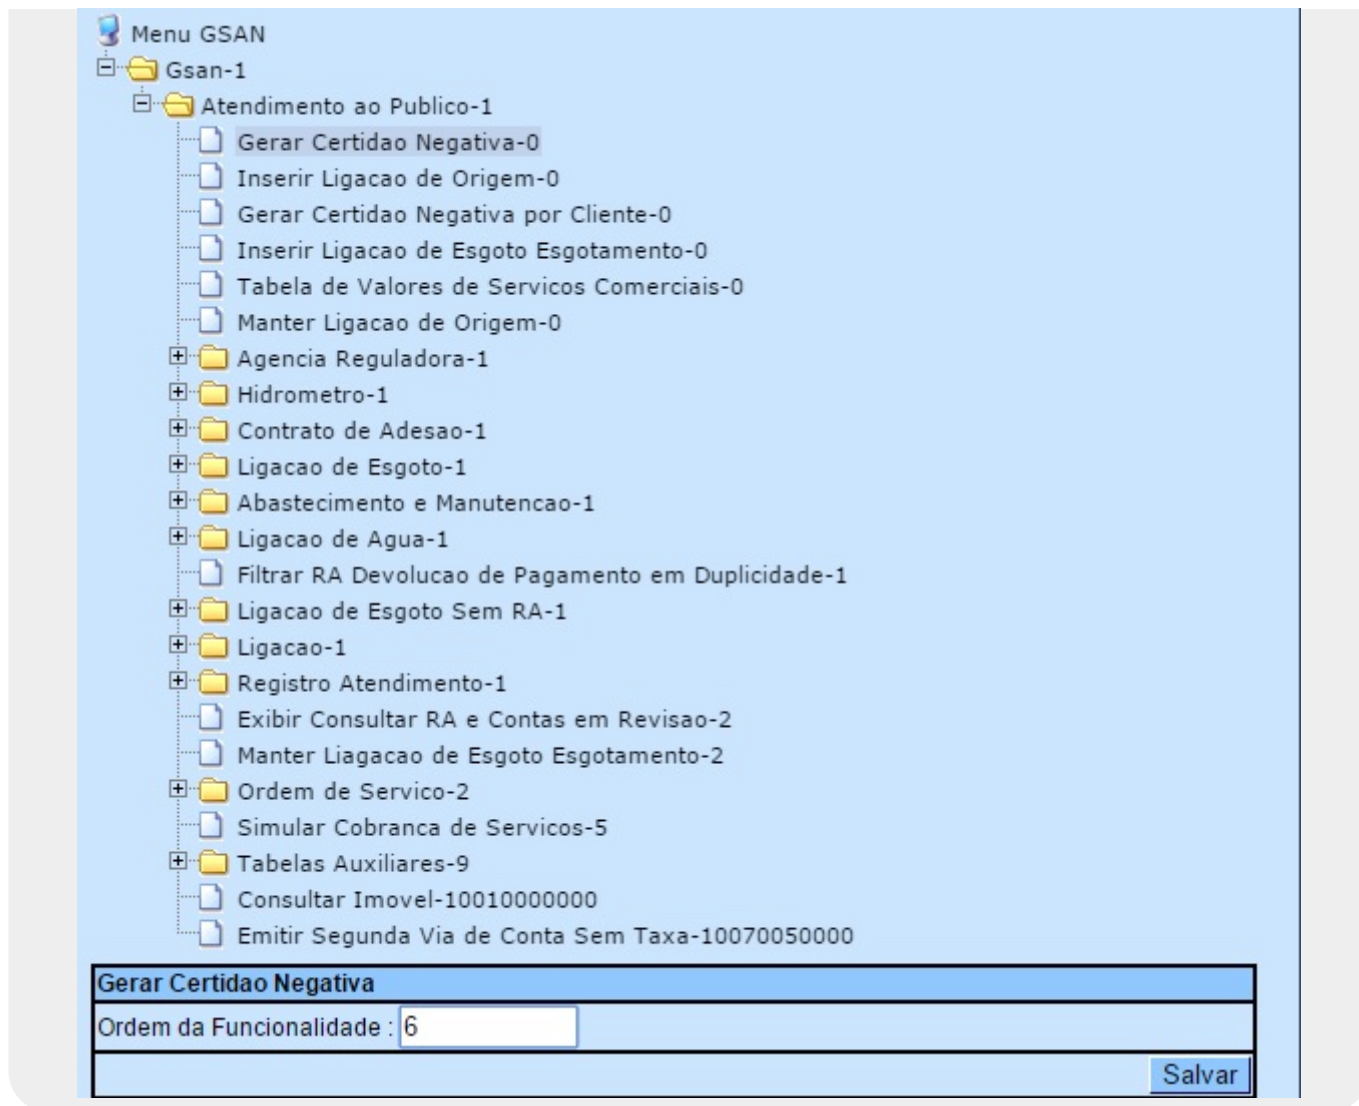 Menu GSAN
Gsan-1
Atendimento ao Publico-1
Gerar Certidao Negativa-0
Inserir Ligacao de Origem-0
Gerar Certidao Negativa por Cliente-0
Inserir Ligacao de Esgoto Esgotamento-0
Tabela de Valores de Servicos Comerciais-0
Manter Ligacao de Origem-0
Agencia Reguladora-1
Hidrometro-1
Contrato de Adesao-1
Ligacao de Esgoto-1
Abastecimento e Manutencao-1
Ligacao de Agua-1
Filtrar RA Devolucao de Pagamento em Duplicidade-1
Ligacao de Esgoto Sem RA-1
Ligacao-1
Registro Atendimento-1
Exibir Consultar RA e Contas em Revisao-2
Manter Liagacao de Esgoto Esgotamento-2
Ordem de Servico-2
Simular Cobranca de Servicos-5
Tabelas Auxiliares-9
Consultar Imovel-10010000000
Emitir Segunda Via de Conta Sem Taxa-10070050000
Gerar Certidao Negativa
Ordem da Funcionalidade : 6
Salvar